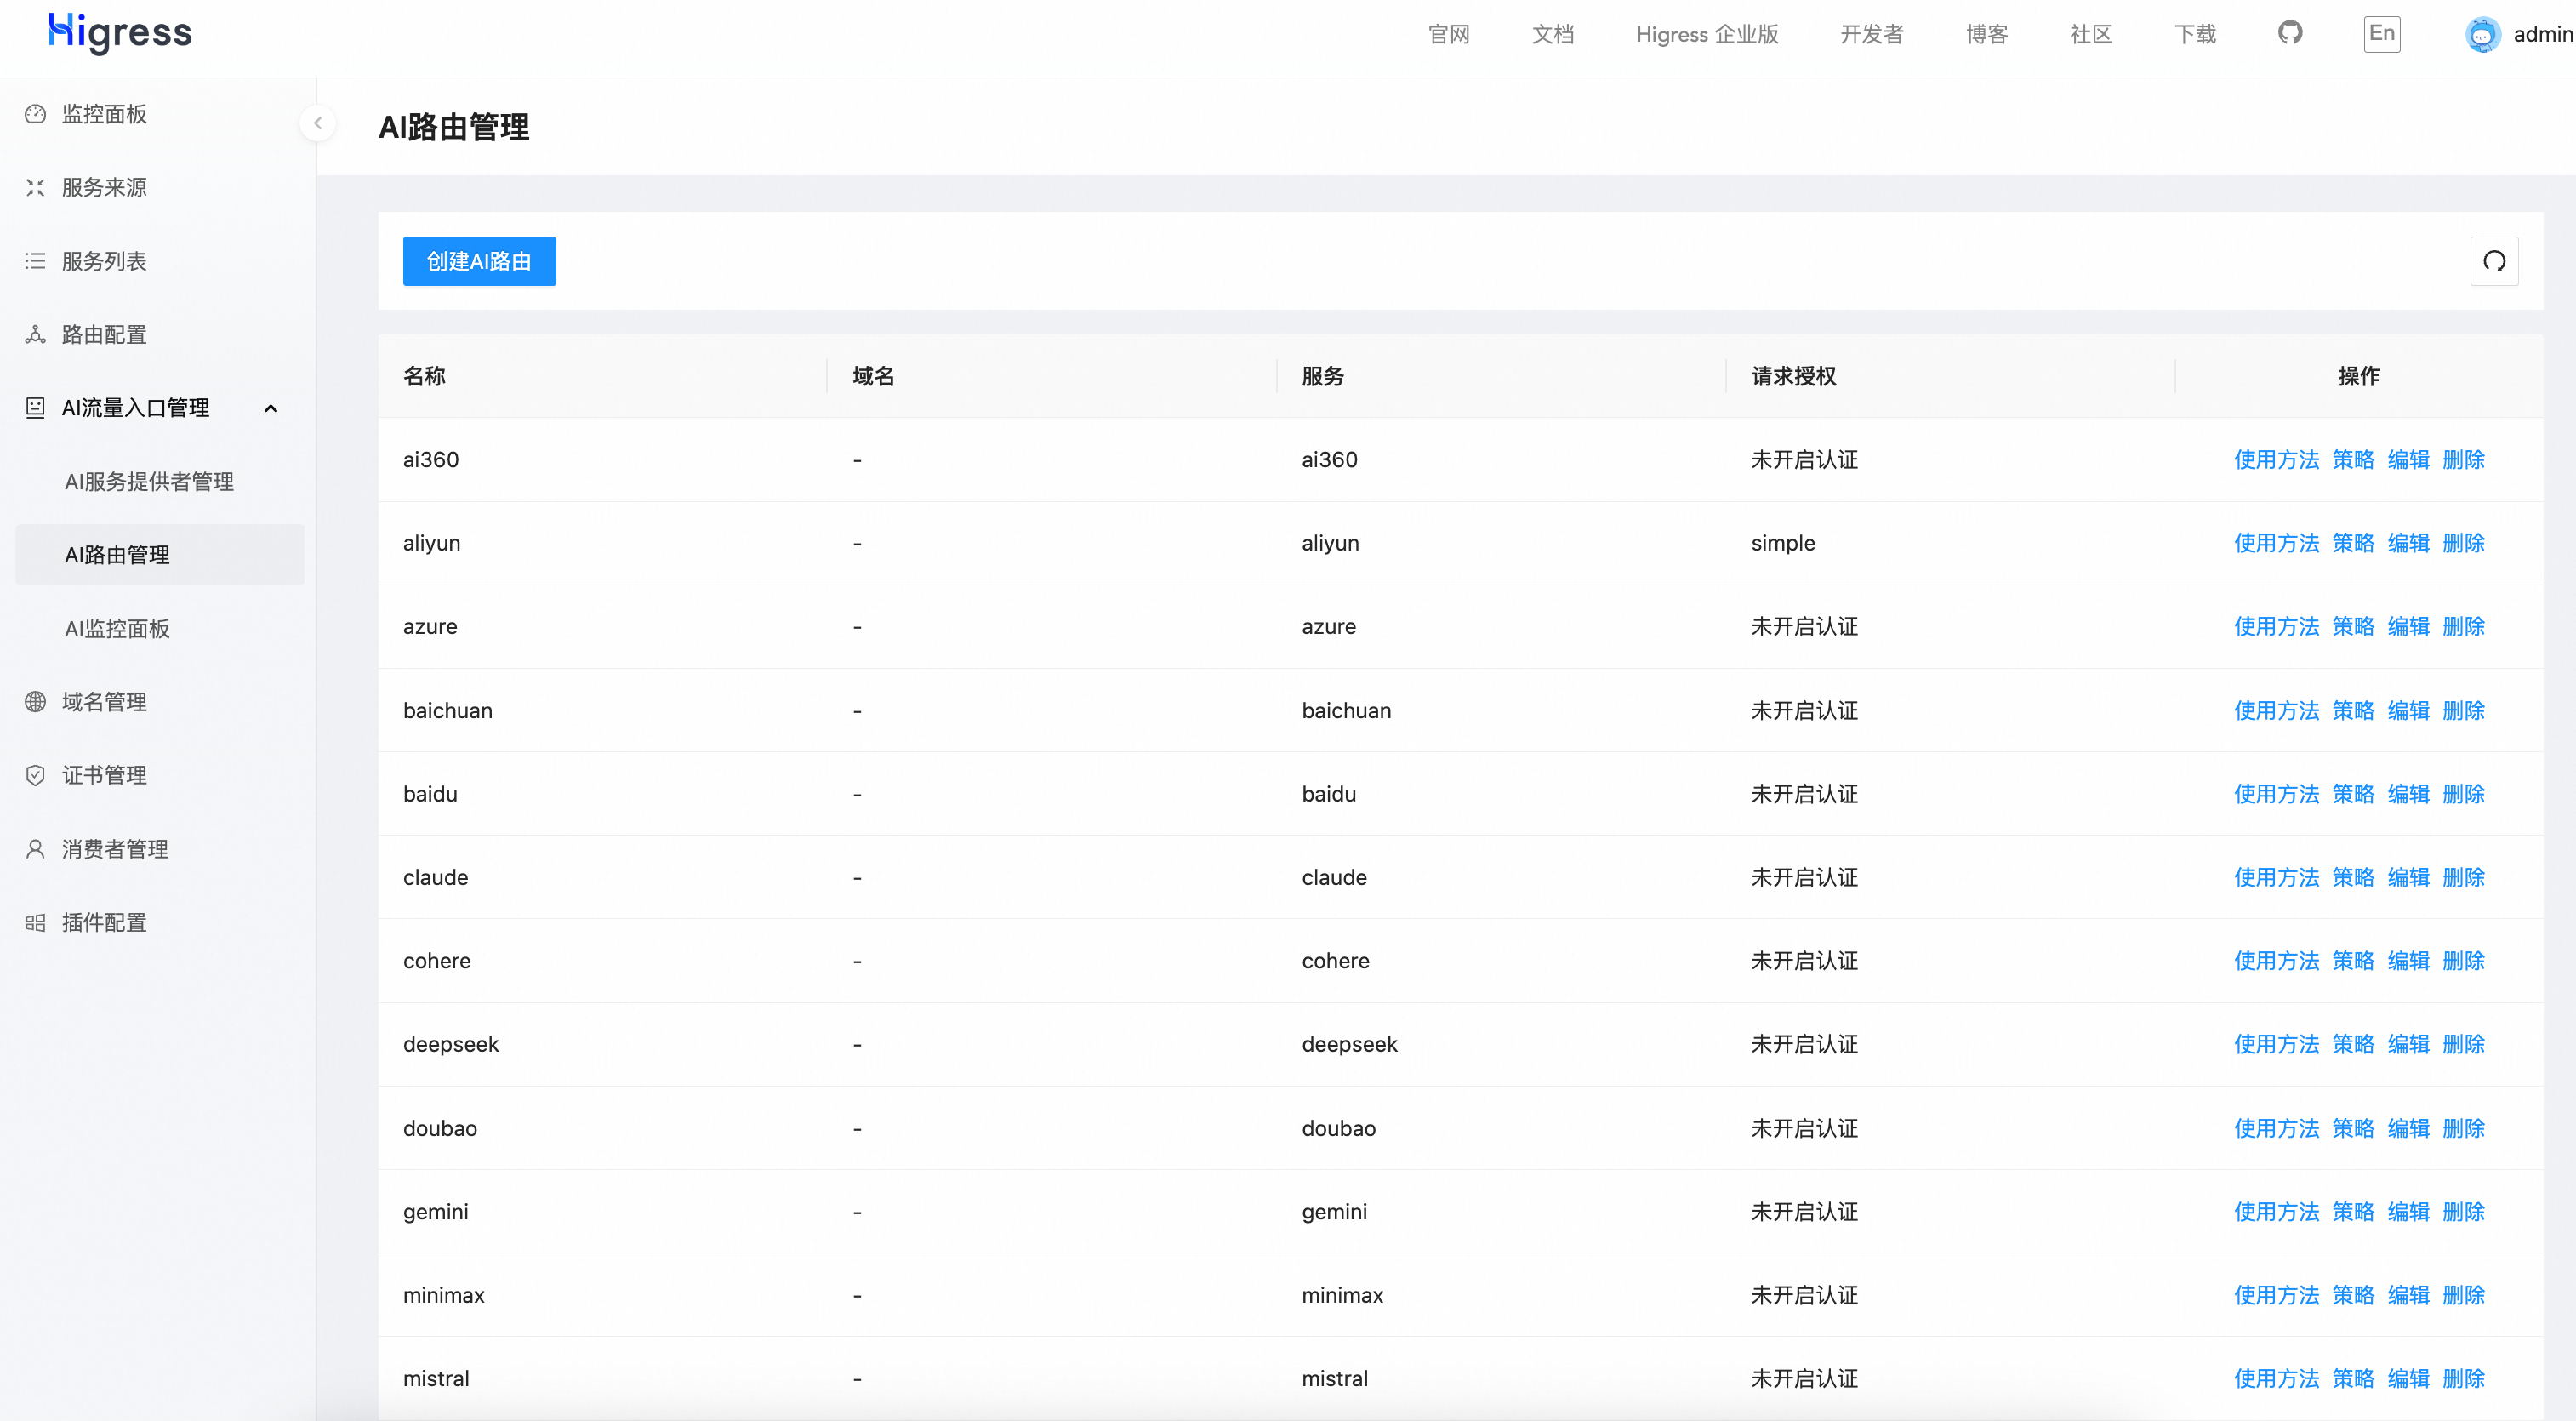 Higress
官网 文档 Higress 企业版 开发者 博客 社区 下载 En admin
监控面板
服务来源
服务列表
路由配置
AI流量入口管理
AI服务提供者管理
AI路由管理
AI监控面板
域名管理
证书管理
消费者管理
插件配置
AI路由管理
创建AI路由
名称 域名 服务 请求授权 操作
ai360 - ai360 未开启认证 使用方法 策略 编辑 删除
aliyun - aliyun simple 使用方法 策略 编辑 删除
azure - azure 未开启认证 使用方法 策略 编辑 删除
baichuan - baichuan 未开启认证 使用方法 策略 编辑 删除
baidu - baidu 未开启认证 使用方法 策略 编辑 删除
claude - claude 未开启认证 使用方法 策略 编辑 删除
cohere - cohere 未开启认证 使用方法 策略 编辑 删除
deepseek - deepseek 未开启认证 使用方法 策略 编辑 删除
doubao - doubao 未开启认证 使用方法 策略 编辑 删除
gemini - gemini 未开启认证 使用方法 策略 编辑 删除
minimax - minimax 未开启认证 使用方法 策略 编辑 删除
mistral - mistral 未开启认证 使用方法 策略 编辑 删除